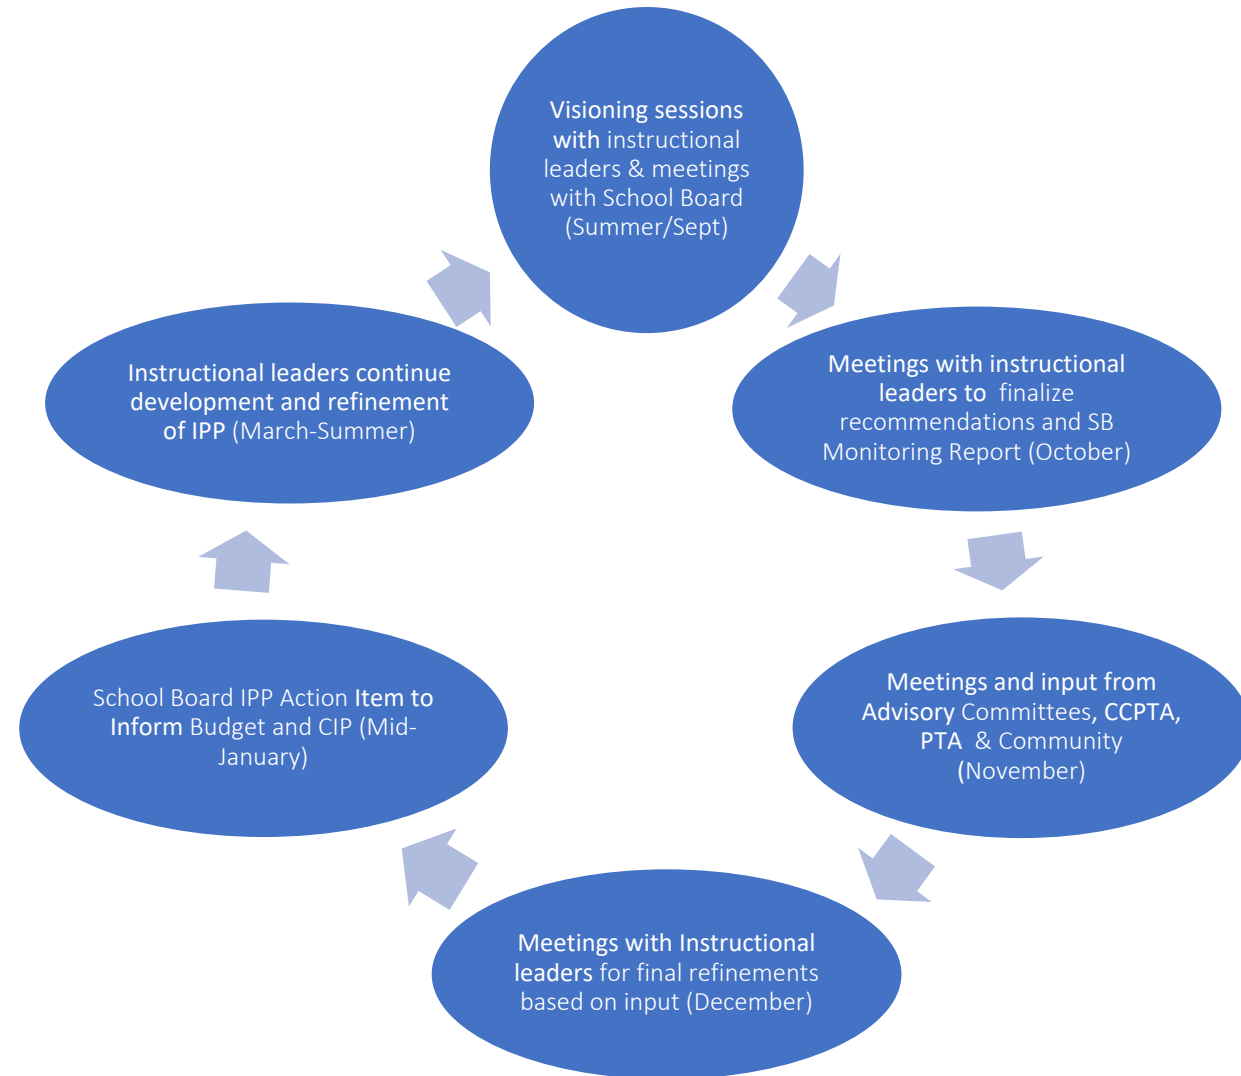 Visioning sessions
with instructional
leaders & meetings
with School Board
(Summer/Sept)
Meetings with instructional
leaders to  finalize
recommendations and SB
Monitoring Report (October)
Meetings and input from
Advisory Committees, CCPTA,
PTA  & Community
(November)
Meetings with Instructional
leaders for final refinements
based on input (December)
School Board IPP Action Item to
Inform Budget and CIP (Mid-
January)
Instructional leaders continue
development and refinement
of IPP (March-Summer)